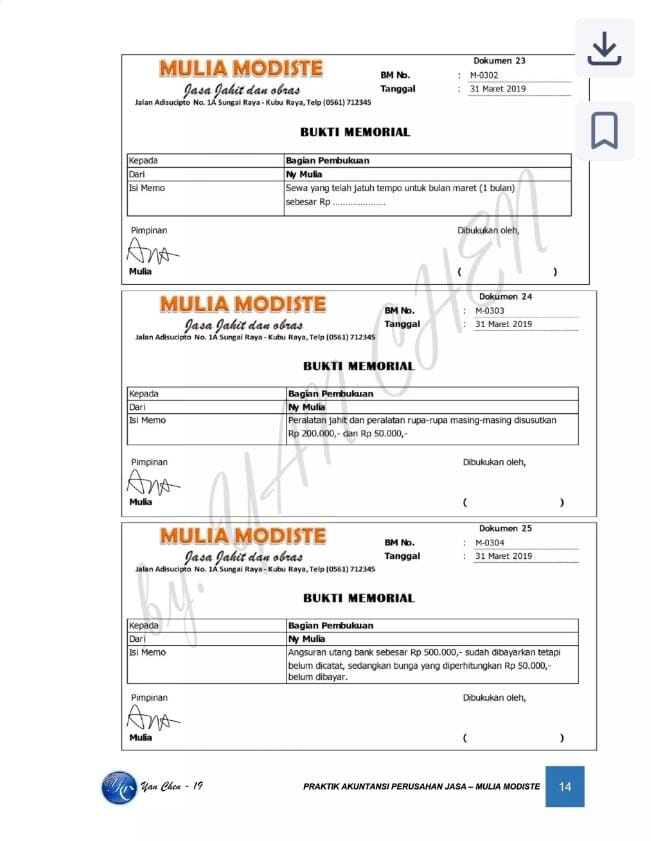 Dokumen 23
MULIA MODISTE
BM No. : M-0302
Jasa Jahit dan obras
Tanggal : 31 Maret 2019
Jalan Adisucipto No. 1A Sungai Raya - Kubu Raya, Telp (0561) 712345
BUKTI MEMORIAL
Kepada Bagian Pembukuan
Dari Ny Mulia
Isi Memo Sewa yang telah jatuh tempo untuk bulan maret (1 bulan)
sebesar Rp .....................
Pimpinan Dibukukan oleh,
Mulia ( )
Dokumen 24
MULIA MODISTE
BM No. : M-0303
Jasa Jahit dan obras
Tanggal : 31 Maret 2019
Jalan Adisucipto No. 1A Sungai Raya - Kubu Raya, Telp (0561) 712345
BUKTI MEMORIAL
Kepada Bagian Pembukuan
Dari Ny Mulia
Isi Memo Peralatan jahit dan peralatan rupa-rupa masing-masing disusutkan
Rp 200.000,- dan Rp 50.000,-
Pimpinan Dibukukan oleh,
Mulia ( )
Dokumen 25
MULIA MODISTE
BM No. : M-0304
Jasa Jahit dan obras
Tanggal : 31 Maret 2019
Jalan Adisucipto No. 1A Sungai Raya - Kubu Raya, Telp (0561) 712345
BUKTI MEMORIAL
Kepada Bagian Pembukuan
Dari Ny Mulia
Isi Memo Angsuran utang bank sebesar Rp 500.000,- sudah dibayarkan tetapi
belum dicatat, sedangkan bunga yang diperhitungkan Rp 50.000,-
belum dibayar.
Pimpinan Dibukukan oleh,
Mulia ( )
by: YAN CHEN
Yan Chen - 19 PRAKTIK AKUNTANSI PERUSAHAN JASA – MULIA MODISTE 14